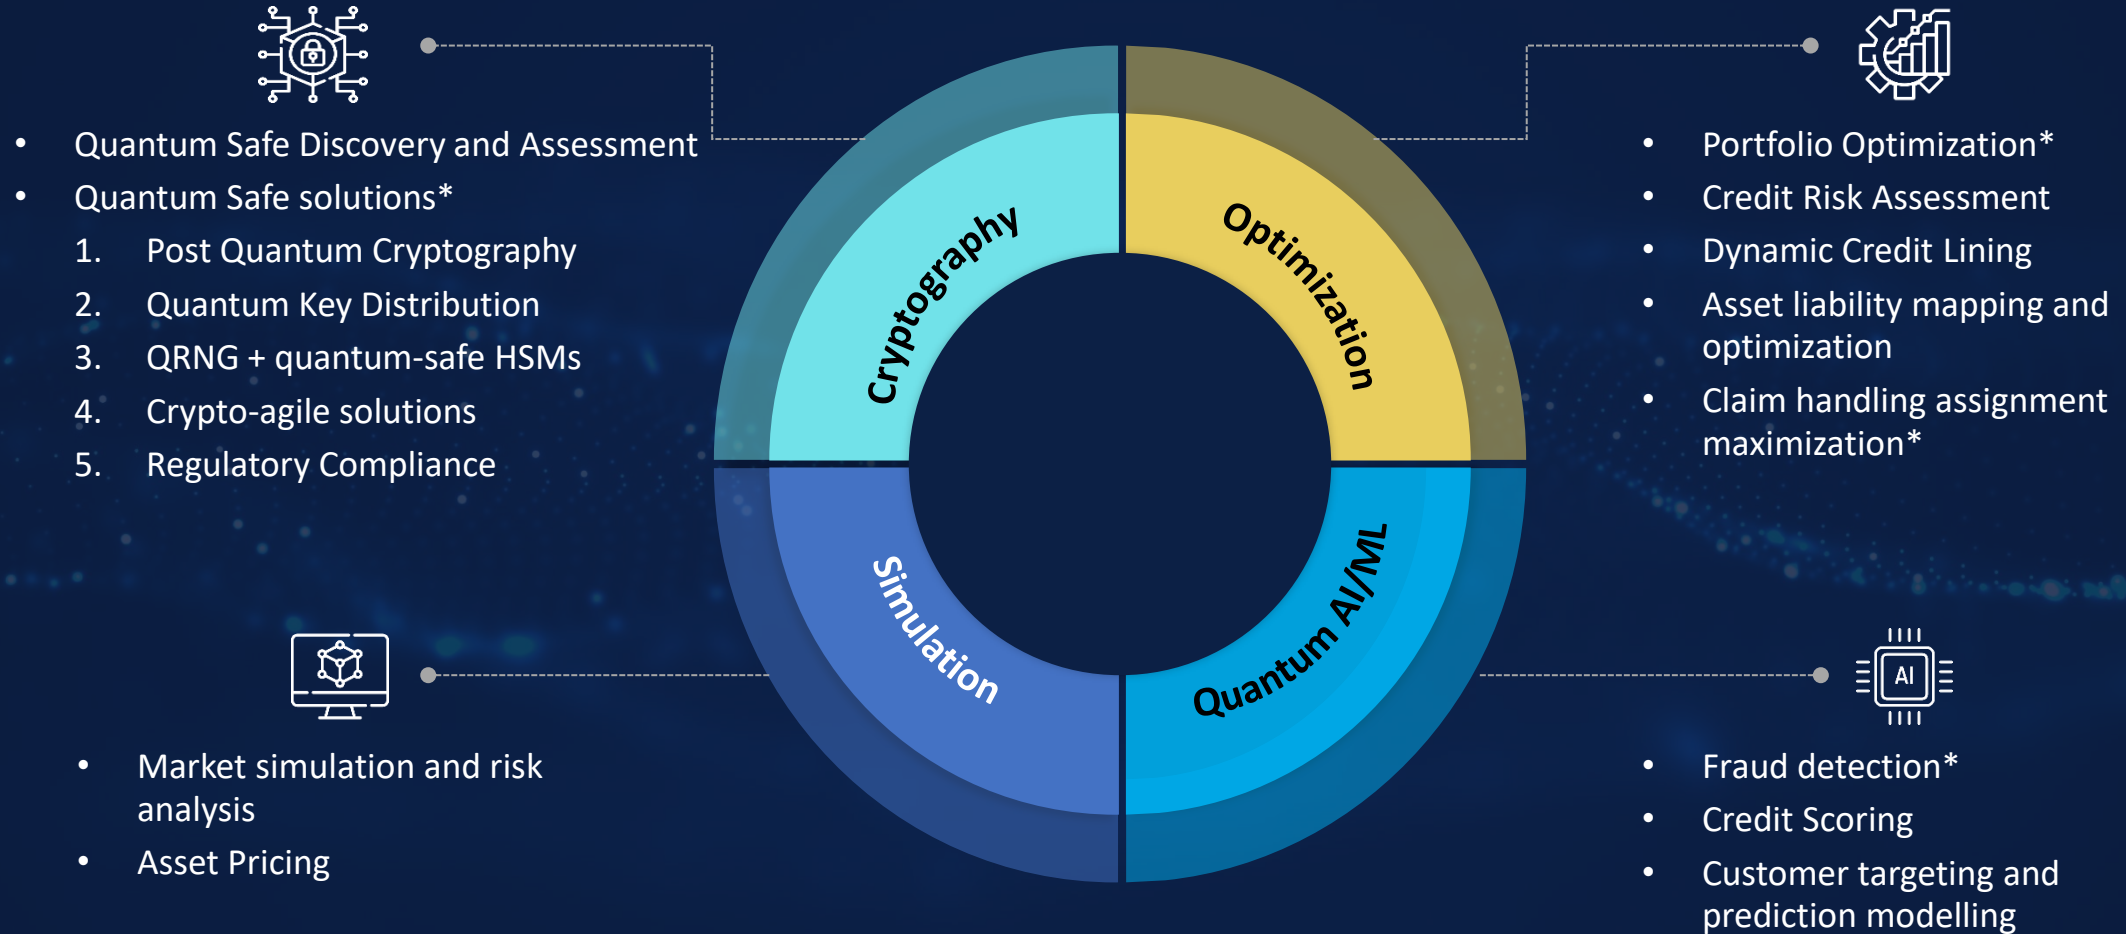 • Quantum Safe Discovery and Assessment
• Quantum Safe solutions*
1. Post Quantum Cryptography
2. Quantum Key Distribution
3. QRNG + quantum-safe HSMs
4. Crypto-agile solutions
5. Regulatory Compliance
Cryptography
Optimization
• Portfolio Optimization*
• Credit Risk Assessment
• Dynamic Credit Lining
• Asset liability mapping and
optimization
• Claim handling assignment
maximization*
Simulation
Quantum AI/ML
• Market simulation and risk
analysis
• Asset Pricing
AI
• Fraud detection*
• Credit Scoring
• Customer targeting and
prediction modelling